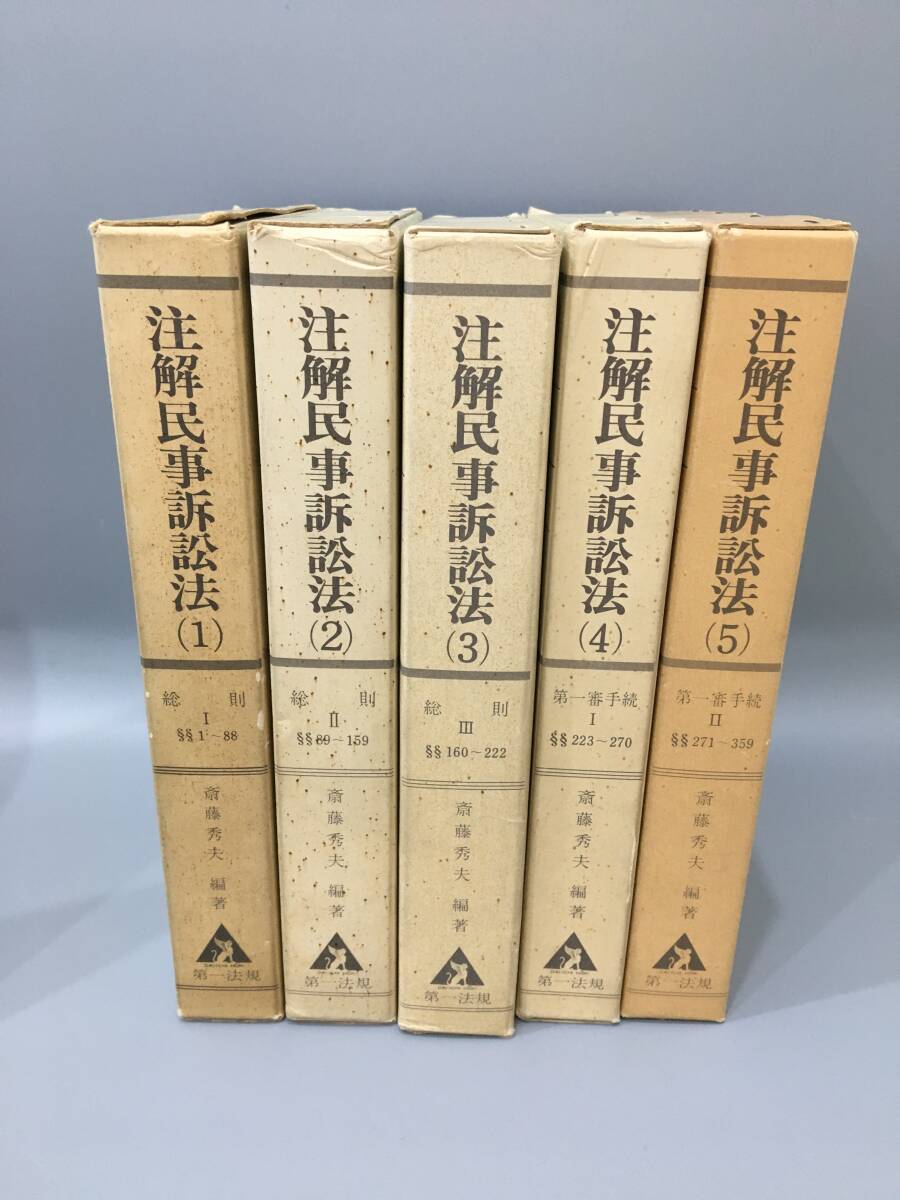 注解民事訴訟法(1)
総則
I
§§1~88
斎藤秀夫 編著
第一法規
注解民事訴訟法(2)
総則
II
§§89~159
斎藤秀夫 編著
第一法規
注解民事訴訟法(3)
総則
III
§§160~222
斎藤秀夫 編著
第一法規
注解民事訴訟法(4)
第一審手続
I
§§223~270
斎藤秀夫 編著
第一法規
注解民事訴訟法(5)
第一審手続
II
§§271~359
斎藤秀夫 編著
第一法規